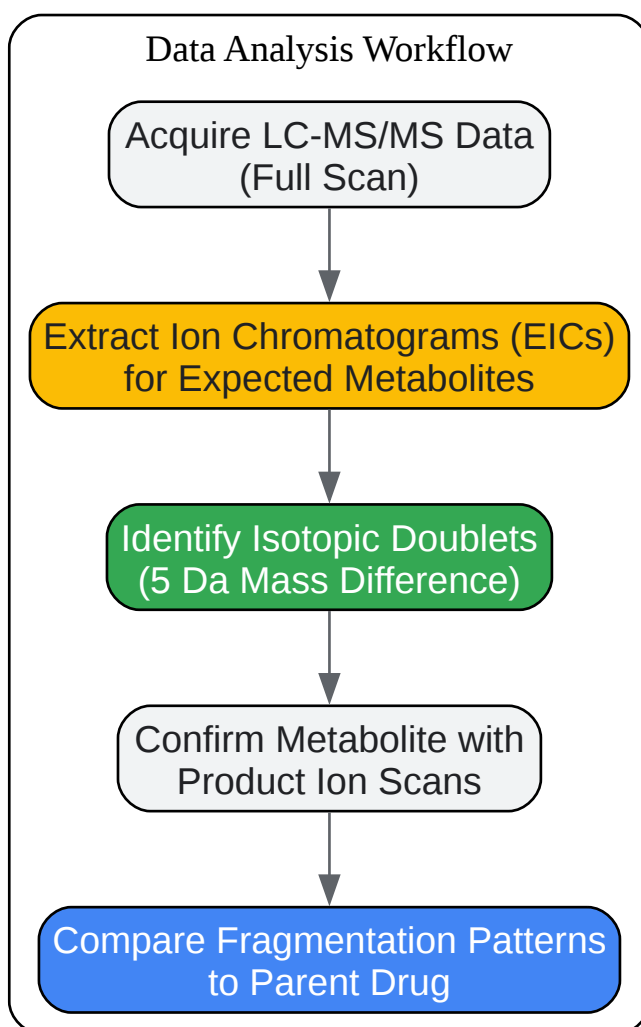 Data Analysis Workflow
Acquire LC-MS/MS Data
(Full Scan)
Extract Ion Chromatograms (EICs)
for Expected Metabolites
Identify Isotopic Doublets
(5 Da Mass Difference)
Confirm Metabolite with
Product Ion Scans
Compare Fragmentation Patterns
to Parent Drug